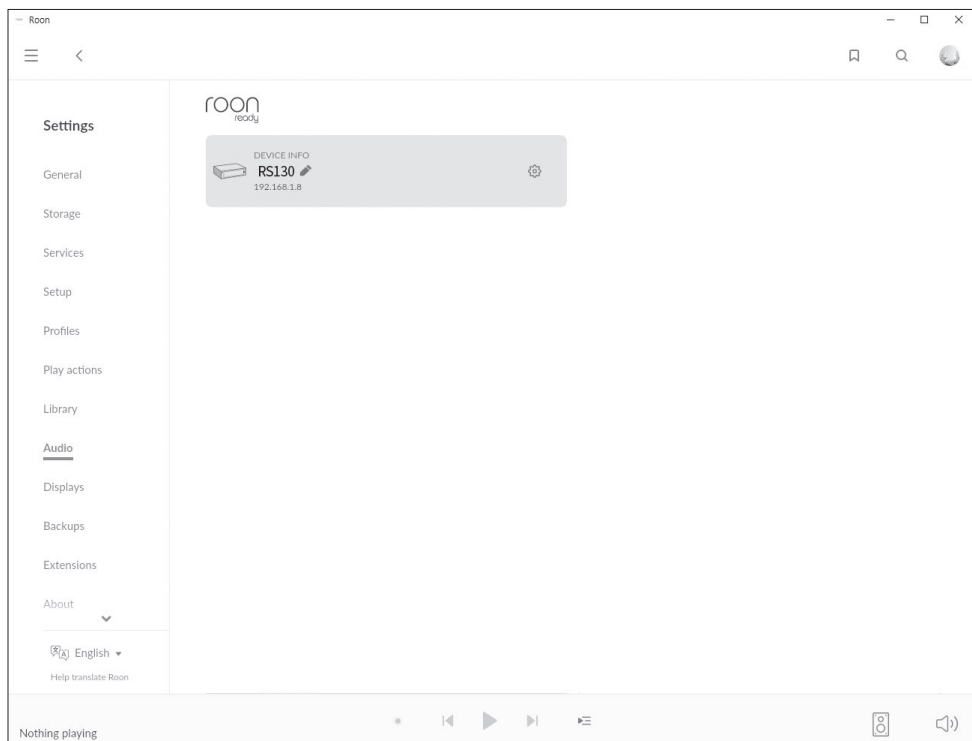 Roon
Settings
General
Storage
Services
Setup
Profiles
Play actions
Library
Audio
Displays
Backups
Extensions
About
English
Help translate Roon
roon
ready
DEVICE INFO
RS130
192.168.1.8
Nothing playing